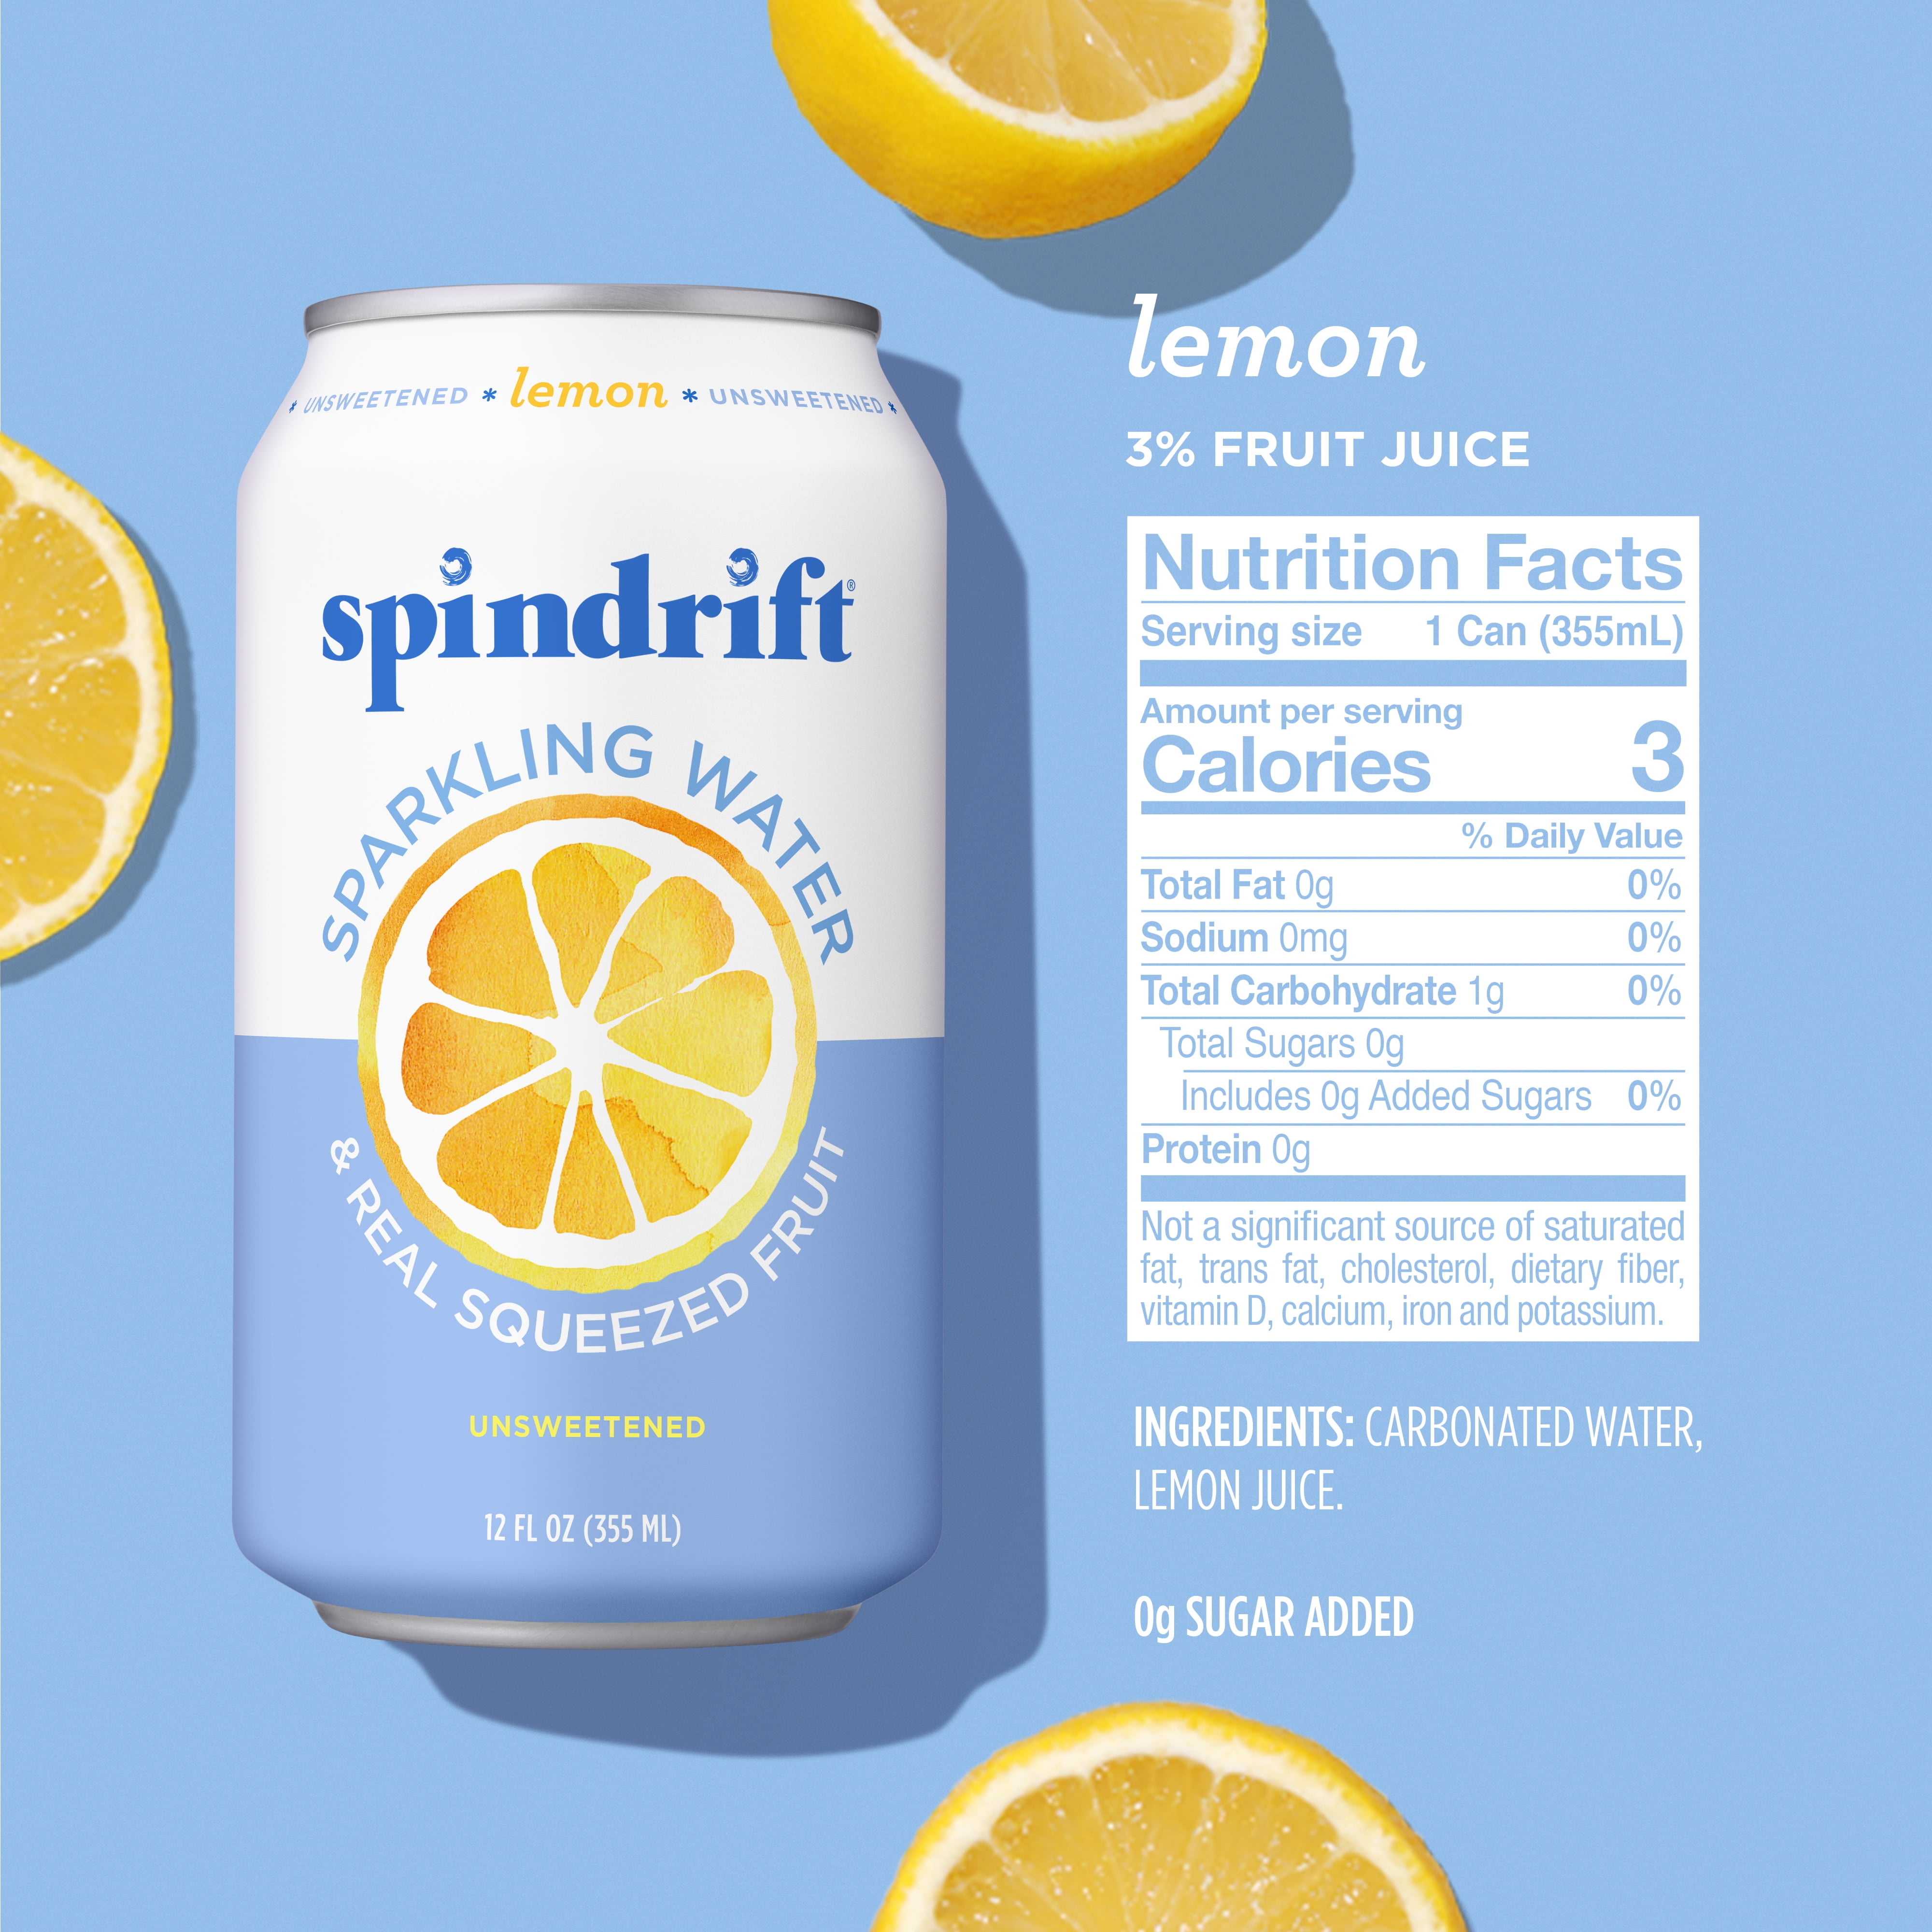 * UNSWEETENED * lemon * UNSWEETENED *
spindrift®
SPARKLING WATER
& REAL SQUEEZED FRUIT
UNSWEETENED
12 FL OZ (355 ML)
lemon
3% FRUIT JUICE
Nutrition Facts
Serving size 1 Can (355mL)
Amount per serving
Calories 3
% Daily Value
Total Fat 0g 0%
Sodium 0mg 0%
Total Carbohydrate 1g 0%
Total Sugars 0g
Includes 0g Added Sugars 0%
Protein 0g
Not a significant source of saturated
fat, trans fat, cholesterol, dietary fiber,
vitamin D, calcium, iron and potassium.
INGREDIENTS: CARBONATED WATER,
LEMON JUICE.
0g SUGAR ADDED